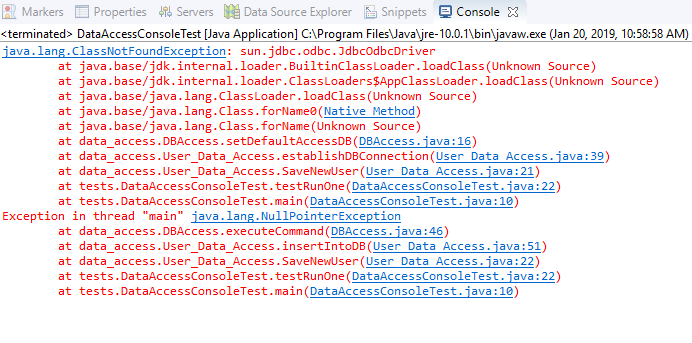 Markers Properties Servers Data Source Explorer Snippets Console
<terminated> DataAccessConsoleTest [Java Application] C:\Program Files\Java\jre-10.0.1\bin\javaw.exe (Jan 20, 2019, 10:58:58 AM)
java.lang.ClassNotFoundException: sun.jdbc.odbc.JdbcOdbcDriver
at java.base/jdk.internal.loader.BuiltinClassLoader.loadClass(Unknown Source)
at java.base/jdk.internal.loader.ClassLoaders$AppClassLoader.loadClass(Unknown Source)
at java.base/java.lang.ClassLoader.loadClass(Unknown Source)
at java.base/java.lang.Class.forName0(Native Method)
at java.base/java.lang.Class.forName(Unknown Source)
at data_access.DBAccess.setDefaultAccessDB(DBAccess.java:16)
at data_access.User_Data_Access.establishDBConnection(User_Data_Access.java:39)
at data_access.User_Data_Access.SaveNewUser(User_Data_Access.java:21)
at tests.DataAccessConsoleTest.testRunOne(DataAccessConsoleTest.java:22)
at tests.DataAccessConsoleTest.main(DataAccessConsoleTest.java:10)
Exception in thread "main" java.lang.NullPointerException
at data_access.DBAccess.executeCommand(DBAccess.java:46)
at data_access.User_Data_Access.insertIntoDB(User_Data_Access.java:51)
at data_access.User_Data_Access.SaveNewUser(User_Data_Access.java:22)
at tests.DataAccessConsoleTest.testRunOne(DataAccessConsoleTest.java:22)
at tests.DataAccessConsoleTest.main(DataAccessConsoleTest.java:10)